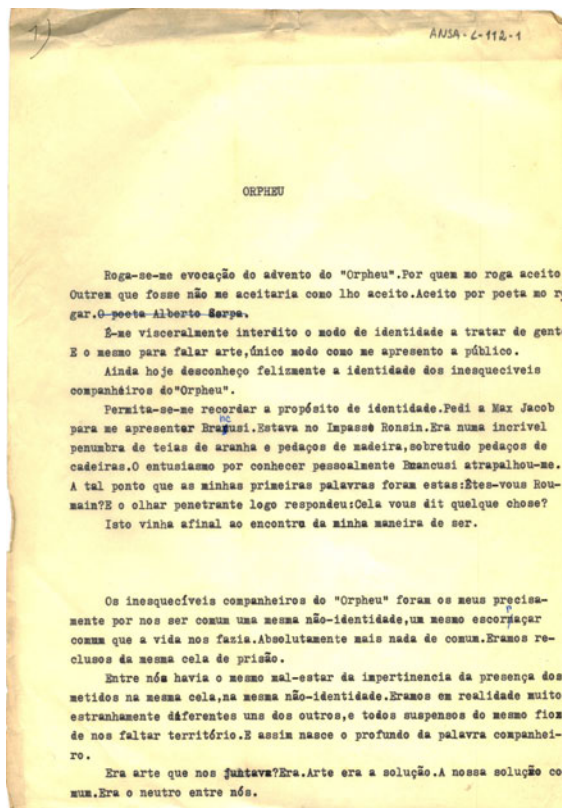 1)
ANSA-L-112-1
ORPHEU
Roga-se-me evocação do advento do "Orpheu".Por quem mo roga aceito
Outrem que fosse não me aceitaria como lho aceito.Aceito por poeta mo ro
gar.O poeta Alberto Serpa.
É-me visceralmente interdito o modo de identidade a tratar de gente
E o mesmo para falar arte,único modo como me apresento a público.
Ainda hoje desconheço felizmente a identidade dos inesqueciveis
companheiros do"Orpheu".
Permita-se-me recordar a propósito de identidade.Pedi a Max Jacob
para me apresentar Brancusi.Estava no Impasse Ronsin.Era numa incrivel
penumbra de teias de aranha e pedaços de madeira,sobretudo pedaços de
cadeiras.O entusiasmo por conhecer pessoalmente Brancusi atrapalhou-me.
A tal ponto que as minhas primeiras palavras foram estas:Êtes-vous Rou-
main?E o olhar penetrante logo respondeu:Cela vous dit quelque chose?
Isto vinha afinal ao encontro da minha maneira de ser.
Os inesquecíveis companheiros do "Orpheu" foram os meus precisa-
mente por nos ser comum uma mesma não-identidade,um mesmo escorraçar
comum que a vida nos fazia.Absolutamente mais nada de comum.Eramos re-
clusos da mesma cela de prisão.
Entre nós havia o mesmo mal-estar da impertinencia da presença dos
metidos na mesma cela,na mesma não-identidade.Eramos em realidade muito
estranhamente diferentes uns dos outros,e todos suspensos do mesmo fiom
de nos faltar território.E assim nasce o profundo da palavra companhei-
ro.
Era arte que nos juntava?Era.Arte era a solução.A nossa solução co
mum.Era o neutro entre nós.